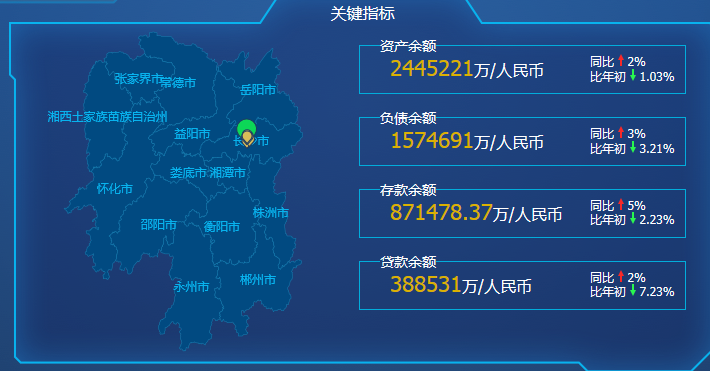 关键指标
张家界市
常德市
岳阳市
湘西土家族苗族自治州
益阳市
长沙市
娄底市
湘潭市
怀化市
株洲市
邵阳市
衡阳市
永州市
郴州市
资产余额
2445221万/人民币
同比 2%
比年初 1.03%
负债余额
1574691万/人民币
同比 3%
比年初 3.21%
存款余额
871478.37万/人民币
同比 5%
比年初 2.23%
贷款余额
388531万/人民币
同比 2%
比年初 7.23%